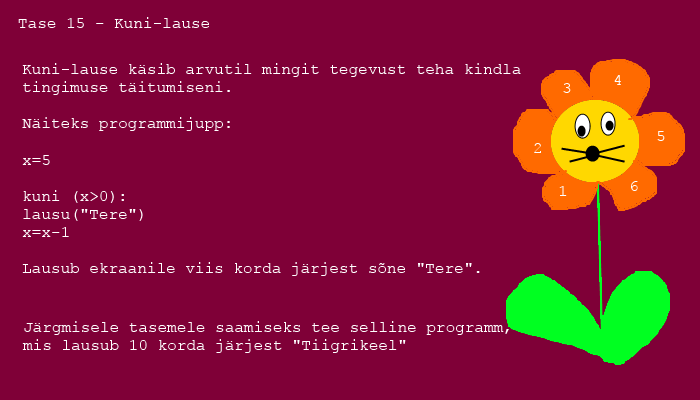 Tase 15 - Kuni-lause
Kuni-lause käsib arvutil mingit tegevust teha kindla
tingimuse täitumiseni.
Näiteks programmijupp:
x=5
kuni (x>0):
lausu("Tere")
x=x-1
Lausub ekraanile viis korda järjest sõne "Tere".
Järgmisele tasemele saamiseks tee selline programm,
mis lausub 10 korda järjest "Tiigrikeel"
1
2
3
4
5
6